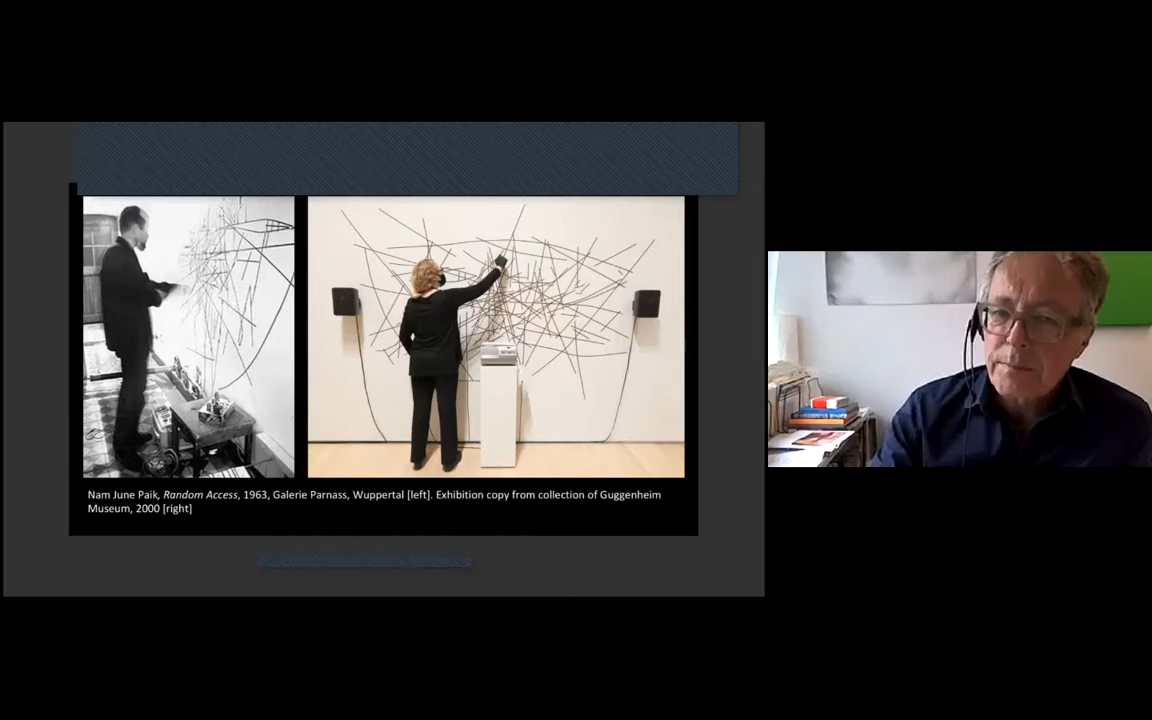 Nam June Paik, Random Access, 1963, Galerie Parnass, Wuppertal [left]. Exhibition copy from collection of Guggenheim
Museum, 2000 [right]